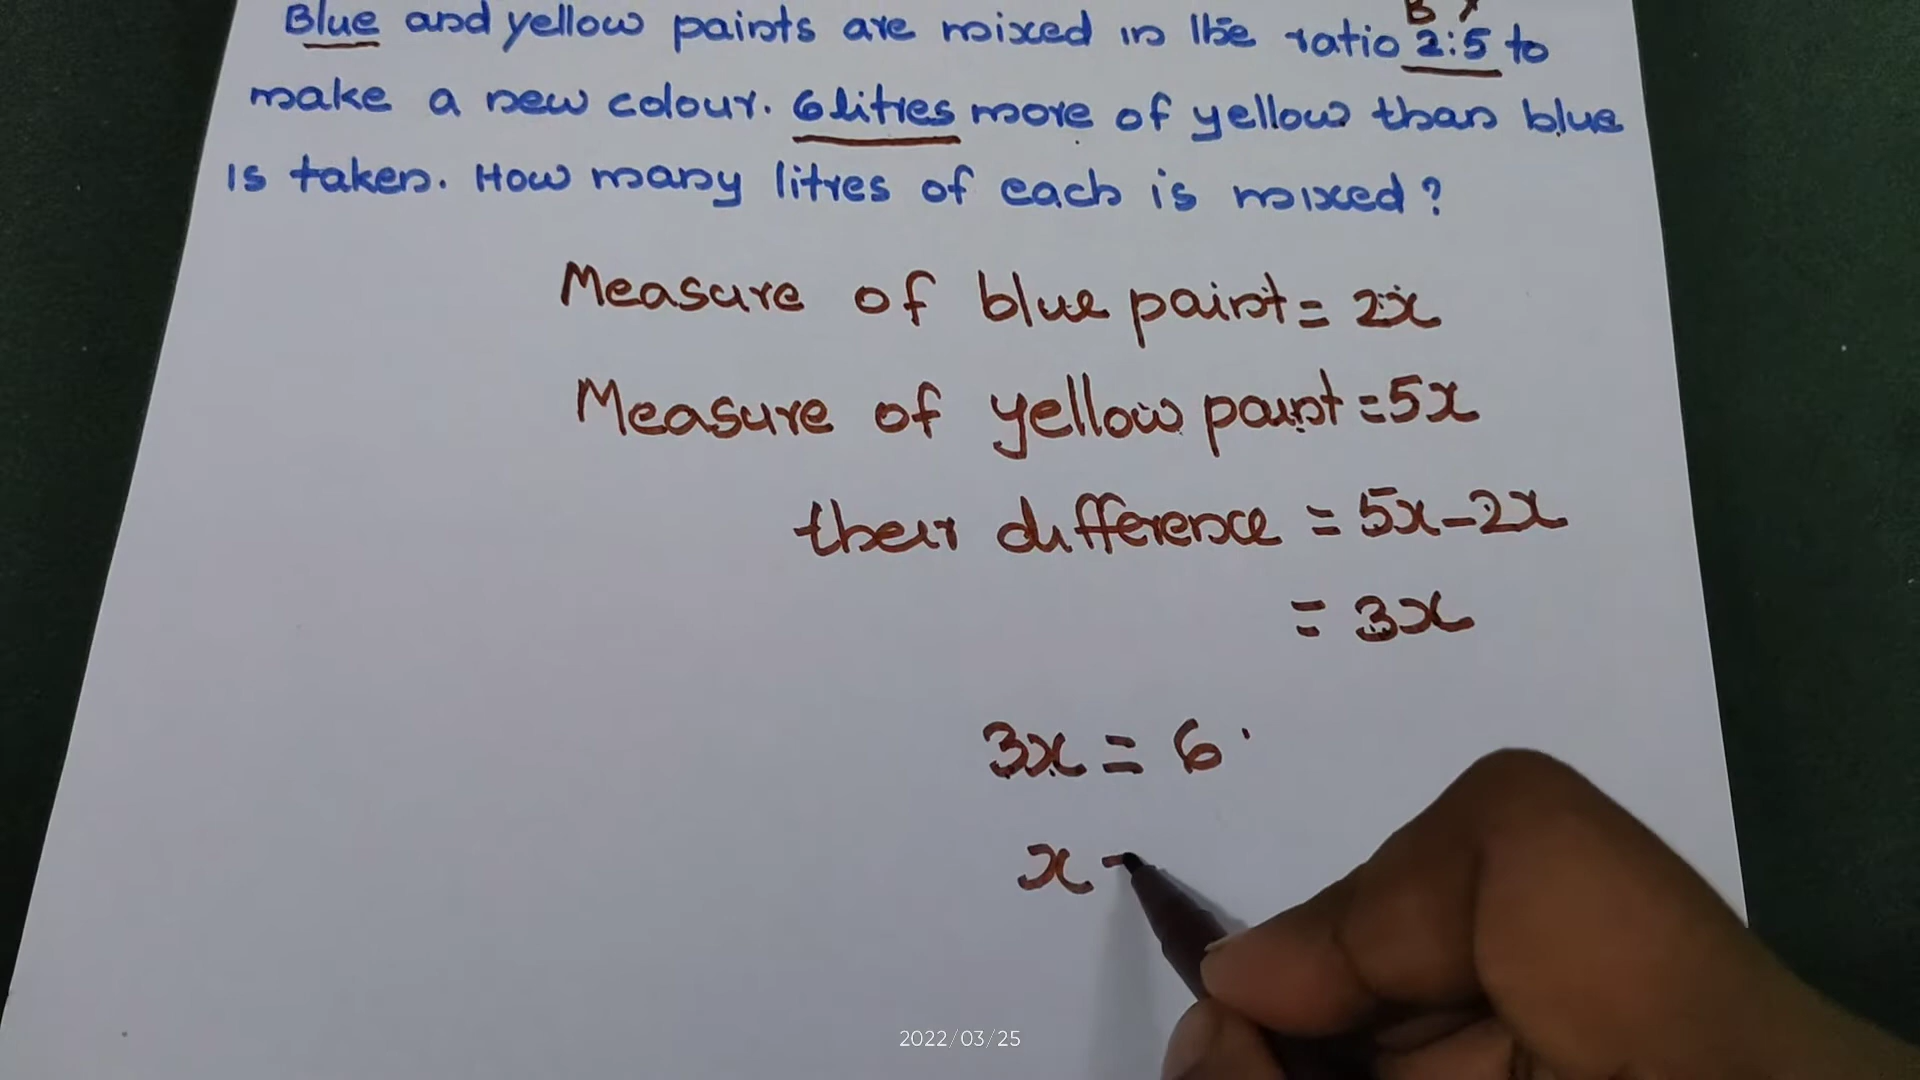 B Y
Blue and yellow paints are mixed in the ratio 2:5 to
make a new colour. 6 litres more of yellow than blue
is taken. How many litres of each is mixed?
Measure of blue paint = 2x
Measure of yellow paint = 5x
their difference = 5x-2x
= 3x
3x = 6
x -
2022/03/25